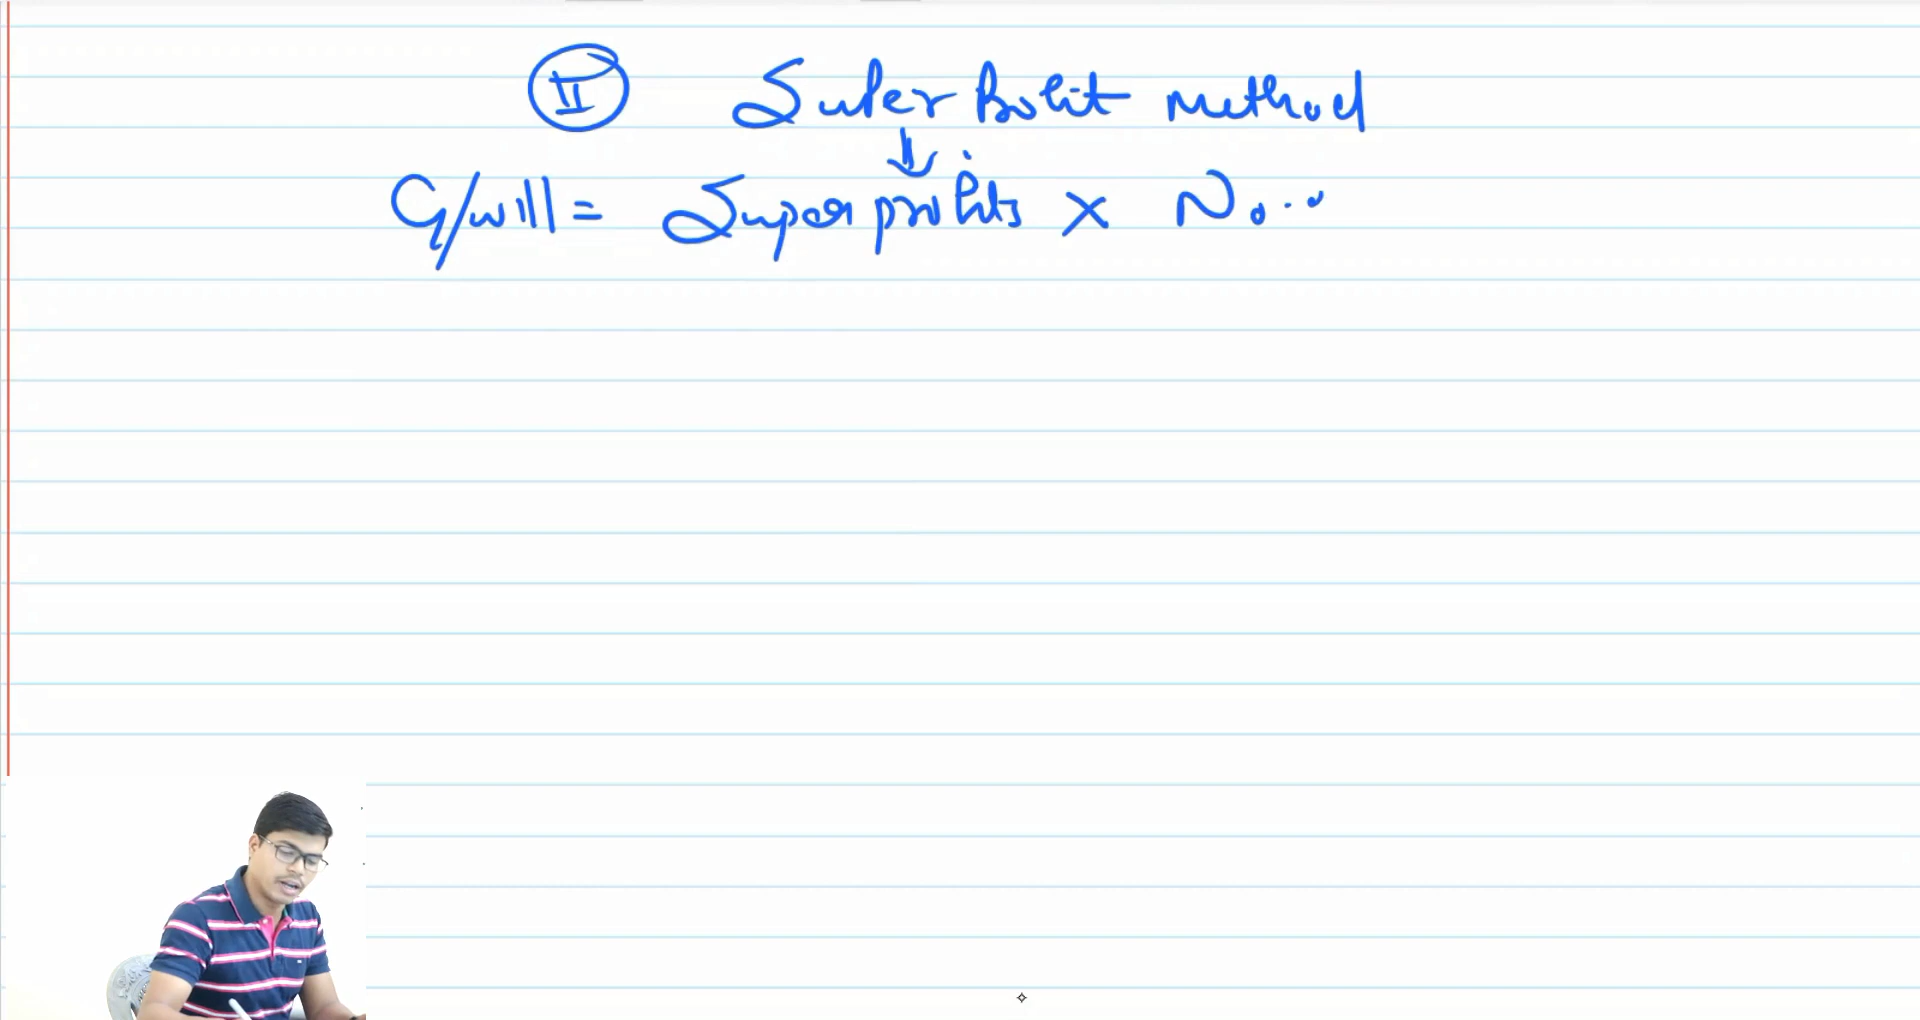 II Super Profit method
G/will = Super profits × No. o